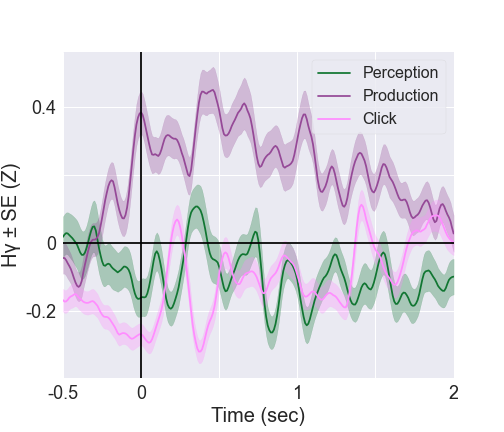 Perception
Production
Click
Hγ ± SE (Z)
0.4
0
-0.2
-0.5
0
1
2
Time (sec)